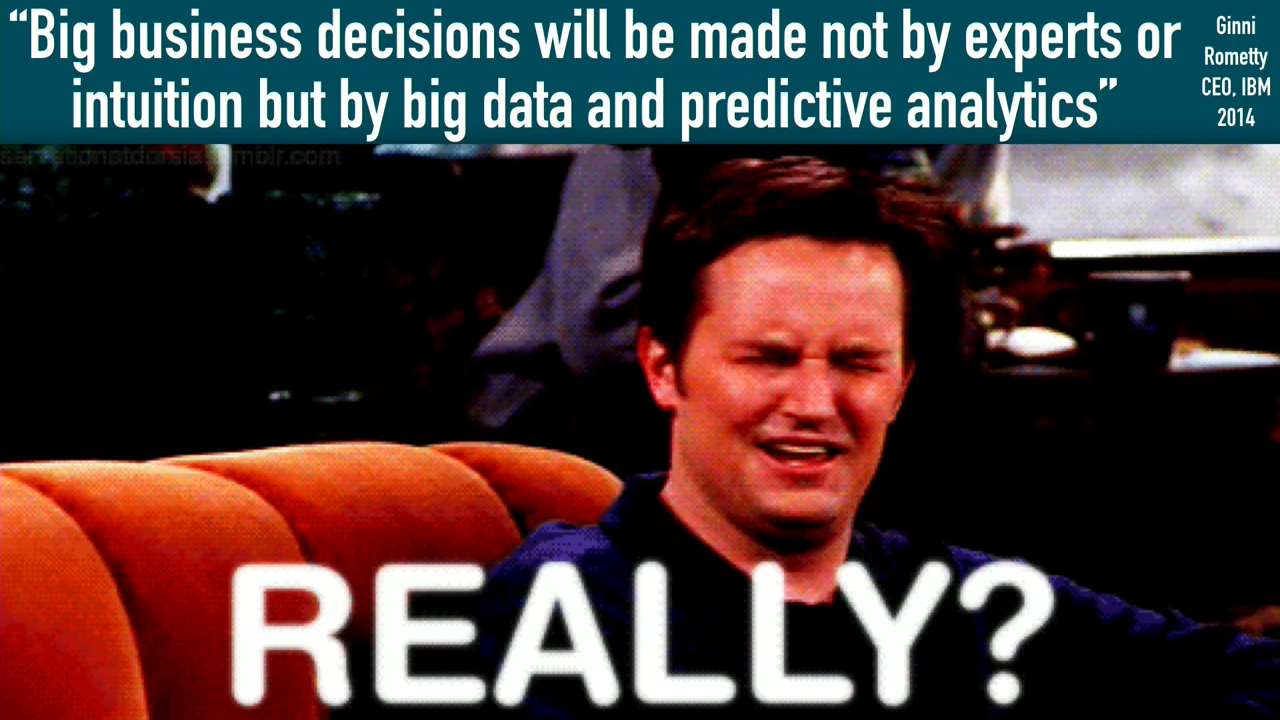 “Big business decisions will be made not by experts or
intuition but by big data and predictive analytics”
Ginni
Rometty
CEO, IBM
2014
REALLY?